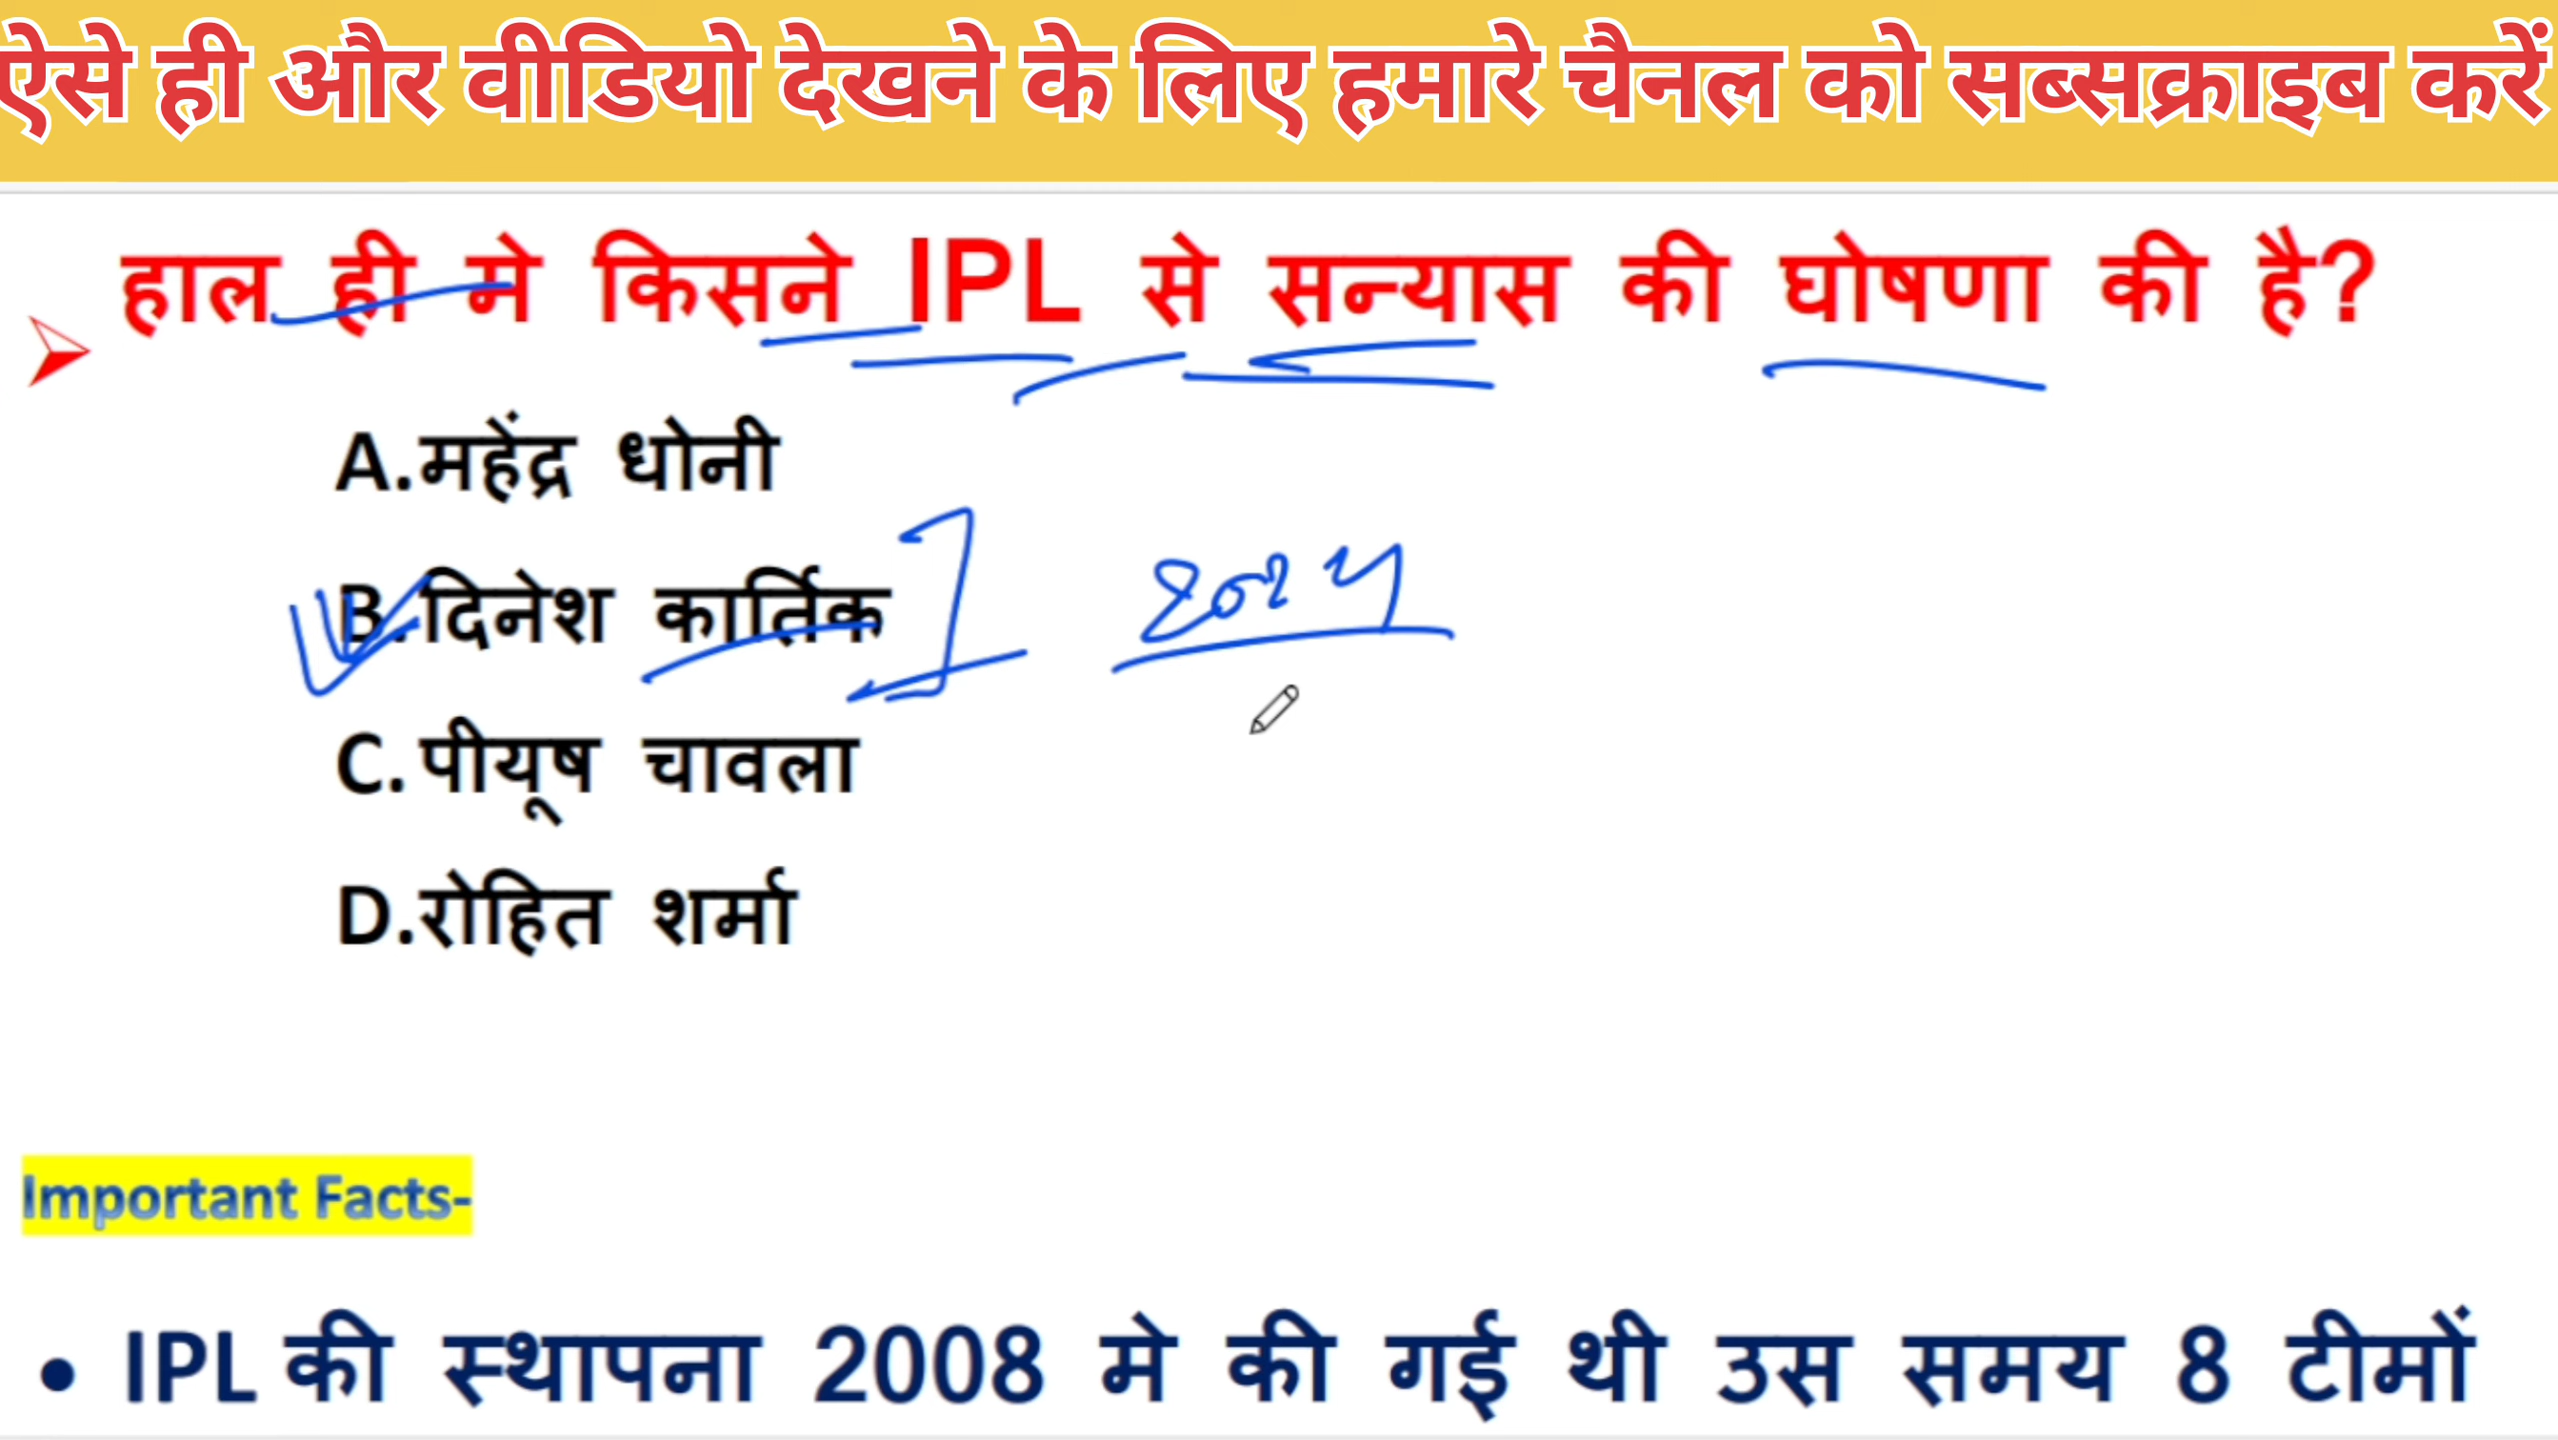 ऐसे ही और वीडियो देखने के लिए हमारे चैनल को सब्सक्राइब करें
हाल ही मे किसने IPL से सन्यास की घोषणा की है?
A.महेंद्र धोनी
B.दिनेश कार्तिक
C.पीयूष चावला
D.रोहित शर्मा
Important Facts-
• IPL की स्थापना 2008 मे की गई थी उस समय 8 टीमों